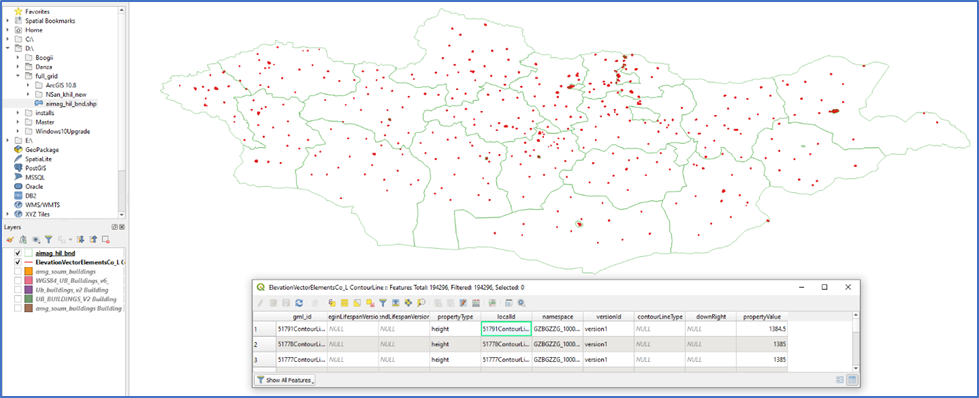 Favorites
Spatial Bookmarks
Home
C:\
D:\
Boogii
Danza
full_grid
ArcGIS 10.8
NSan_khil_new
aimag_hil_bnd.shp
installs
Master
Windows10Upgrade
E:\
GeoPackage
SpatiaLite
PostGIS
MSSQL
Oracle
DB2
WMS/WMTS
XYZ Tiles
Layers
aimag_hil_bnd
ElevationVectorElementsCo_L C
amg_soum_buildings
WGS84_UB_Buildings_v6_
Ub_buildings_v2 Building
UB_BUILDINGS_V2 Building
amg_soum_buildings Building
ElevationVectorElementsCo_L ContourLine :: Features Total: 194296, Filtered: 194296, Selected: 0
gml_id eginLifespanVersion endLifespanVersion propertyType localId namespace versionId contourLineType downRight propertyValue
1 51791ContourLi... NULL NULL height 51791ContourLi... GZBGZZG_1000... version1 NULL NULL 1384.5
2 51778ContourLi... NULL NULL height 51778ContourLi... GZBGZZG_1000... version1 NULL NULL 1385
3 51777ContourLi... NULL NULL height 51777ContourLi... GZBGZZG_1000... version1 NULL NULL 1385
Show All Features